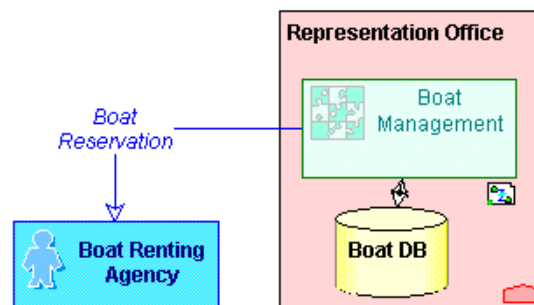 Representation Office
Boat
Management
Boat
Reservation
Boat Renting
Agency
Boat DB